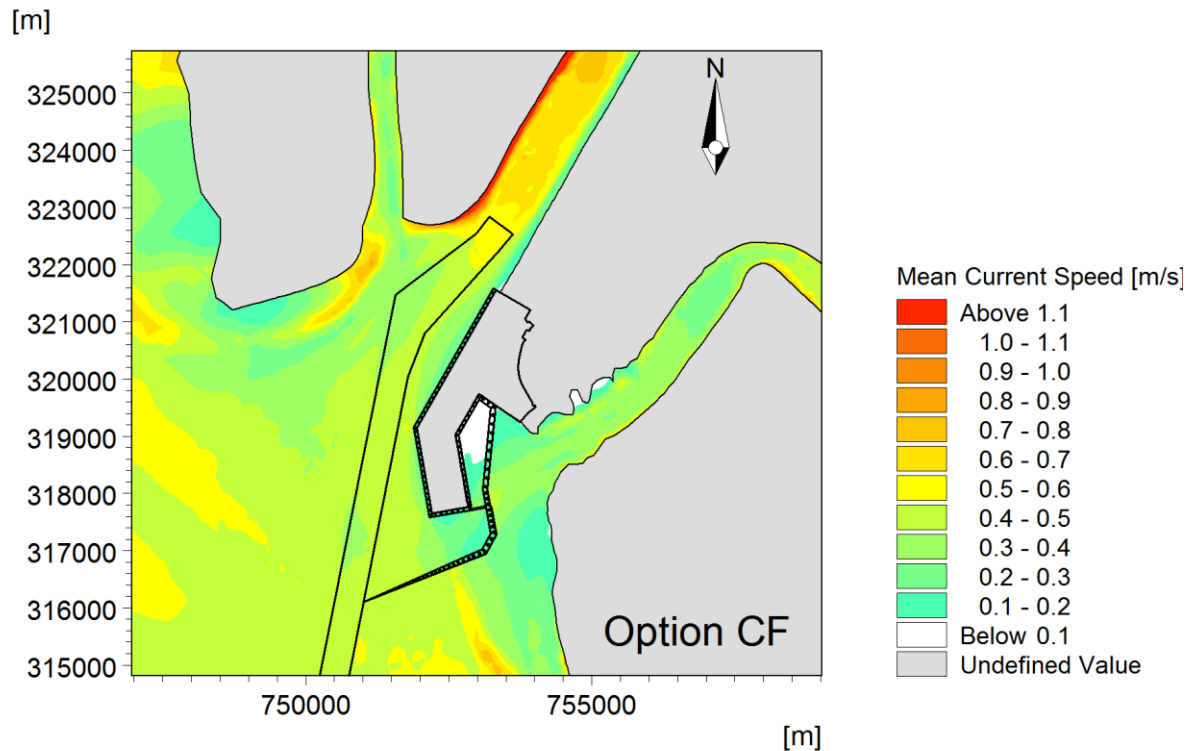 [m]
N
325000
324000
323000
322000
321000
320000
319000
318000
317000
316000
315000
750000
755000
[m]
Option CF
Mean Current Speed [m/s]
Above 1.1
1.0 - 1.1
0.9 - 1.0
0.8 - 0.9
0.7 - 0.8
0.6 - 0.7
0.5 - 0.6
0.4 - 0.5
0.3 - 0.4
0.2 - 0.3
0.1 - 0.2
Below 0.1
Undefined Value